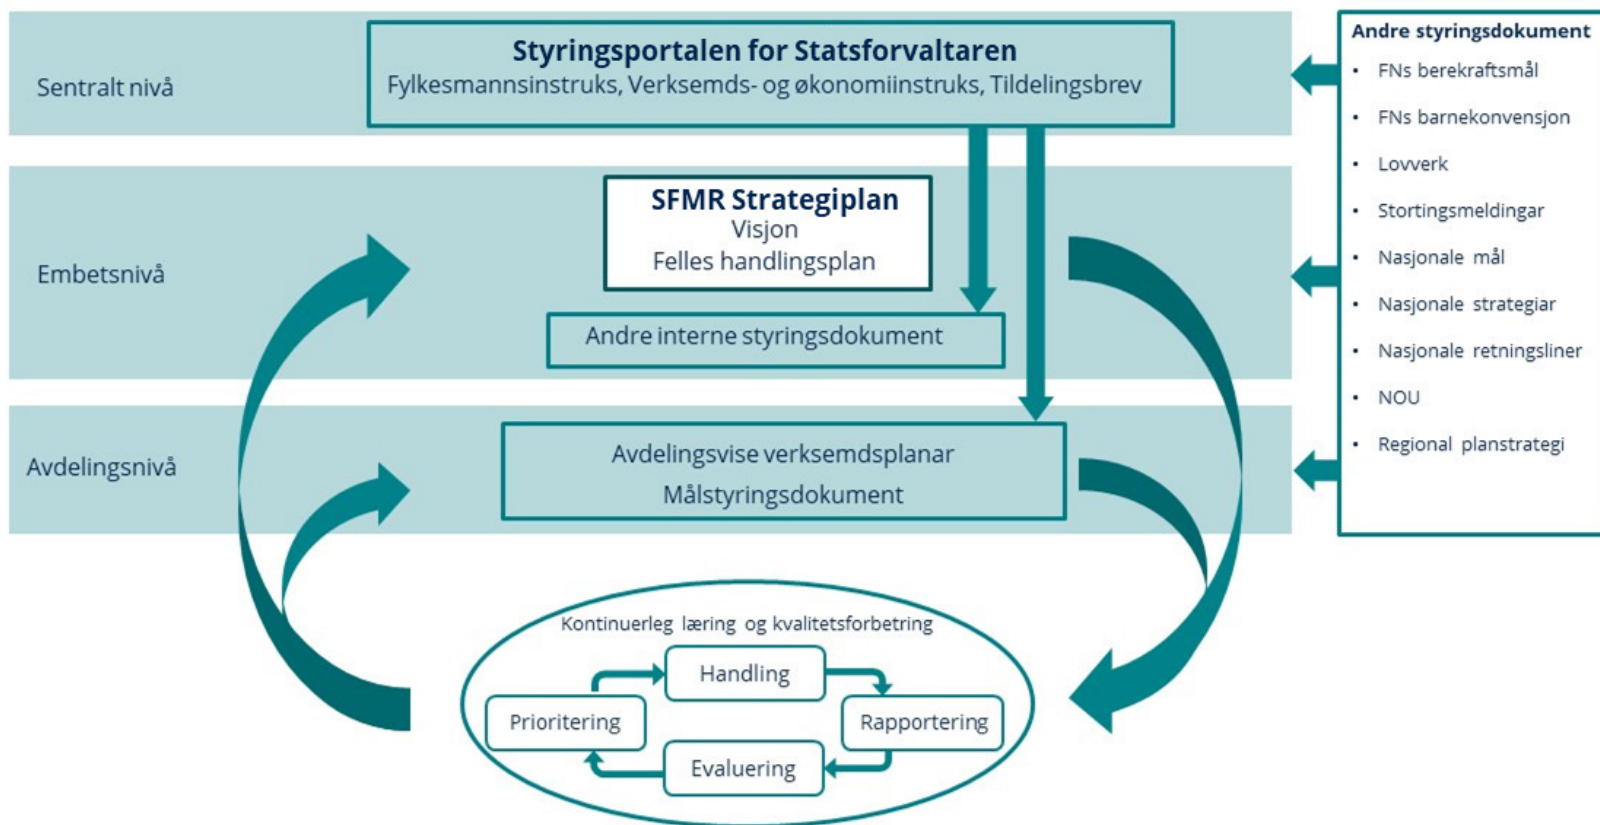 Sentralt nivå
Styringsportalen for Statsforvaltaren
Fylkesmannsinstruks, Verksemds- og økonomiinstruks, Tildelingsbrev
Embetsnivå
SFMR Strategiplan
Visjon
Felles handlingsplan
Andre interne styringsdokument
Avdelingsnivå
Avdelingsvise verksemdsplanar
Målstyringsdokument
Kontinuerleg læring og kvalitetsforbetring
Handling
Prioritering
Rapportering
Evaluering
Andre styringsdokument
• FNs berekraftsmål
• FNs barnekonvensjon
• Lovverk
• Stortingsmeldingar
• Nasjonale mål
• Nasjonale strategiar
• Nasjonale retningsliner
• NOU
• Regional planstrategi